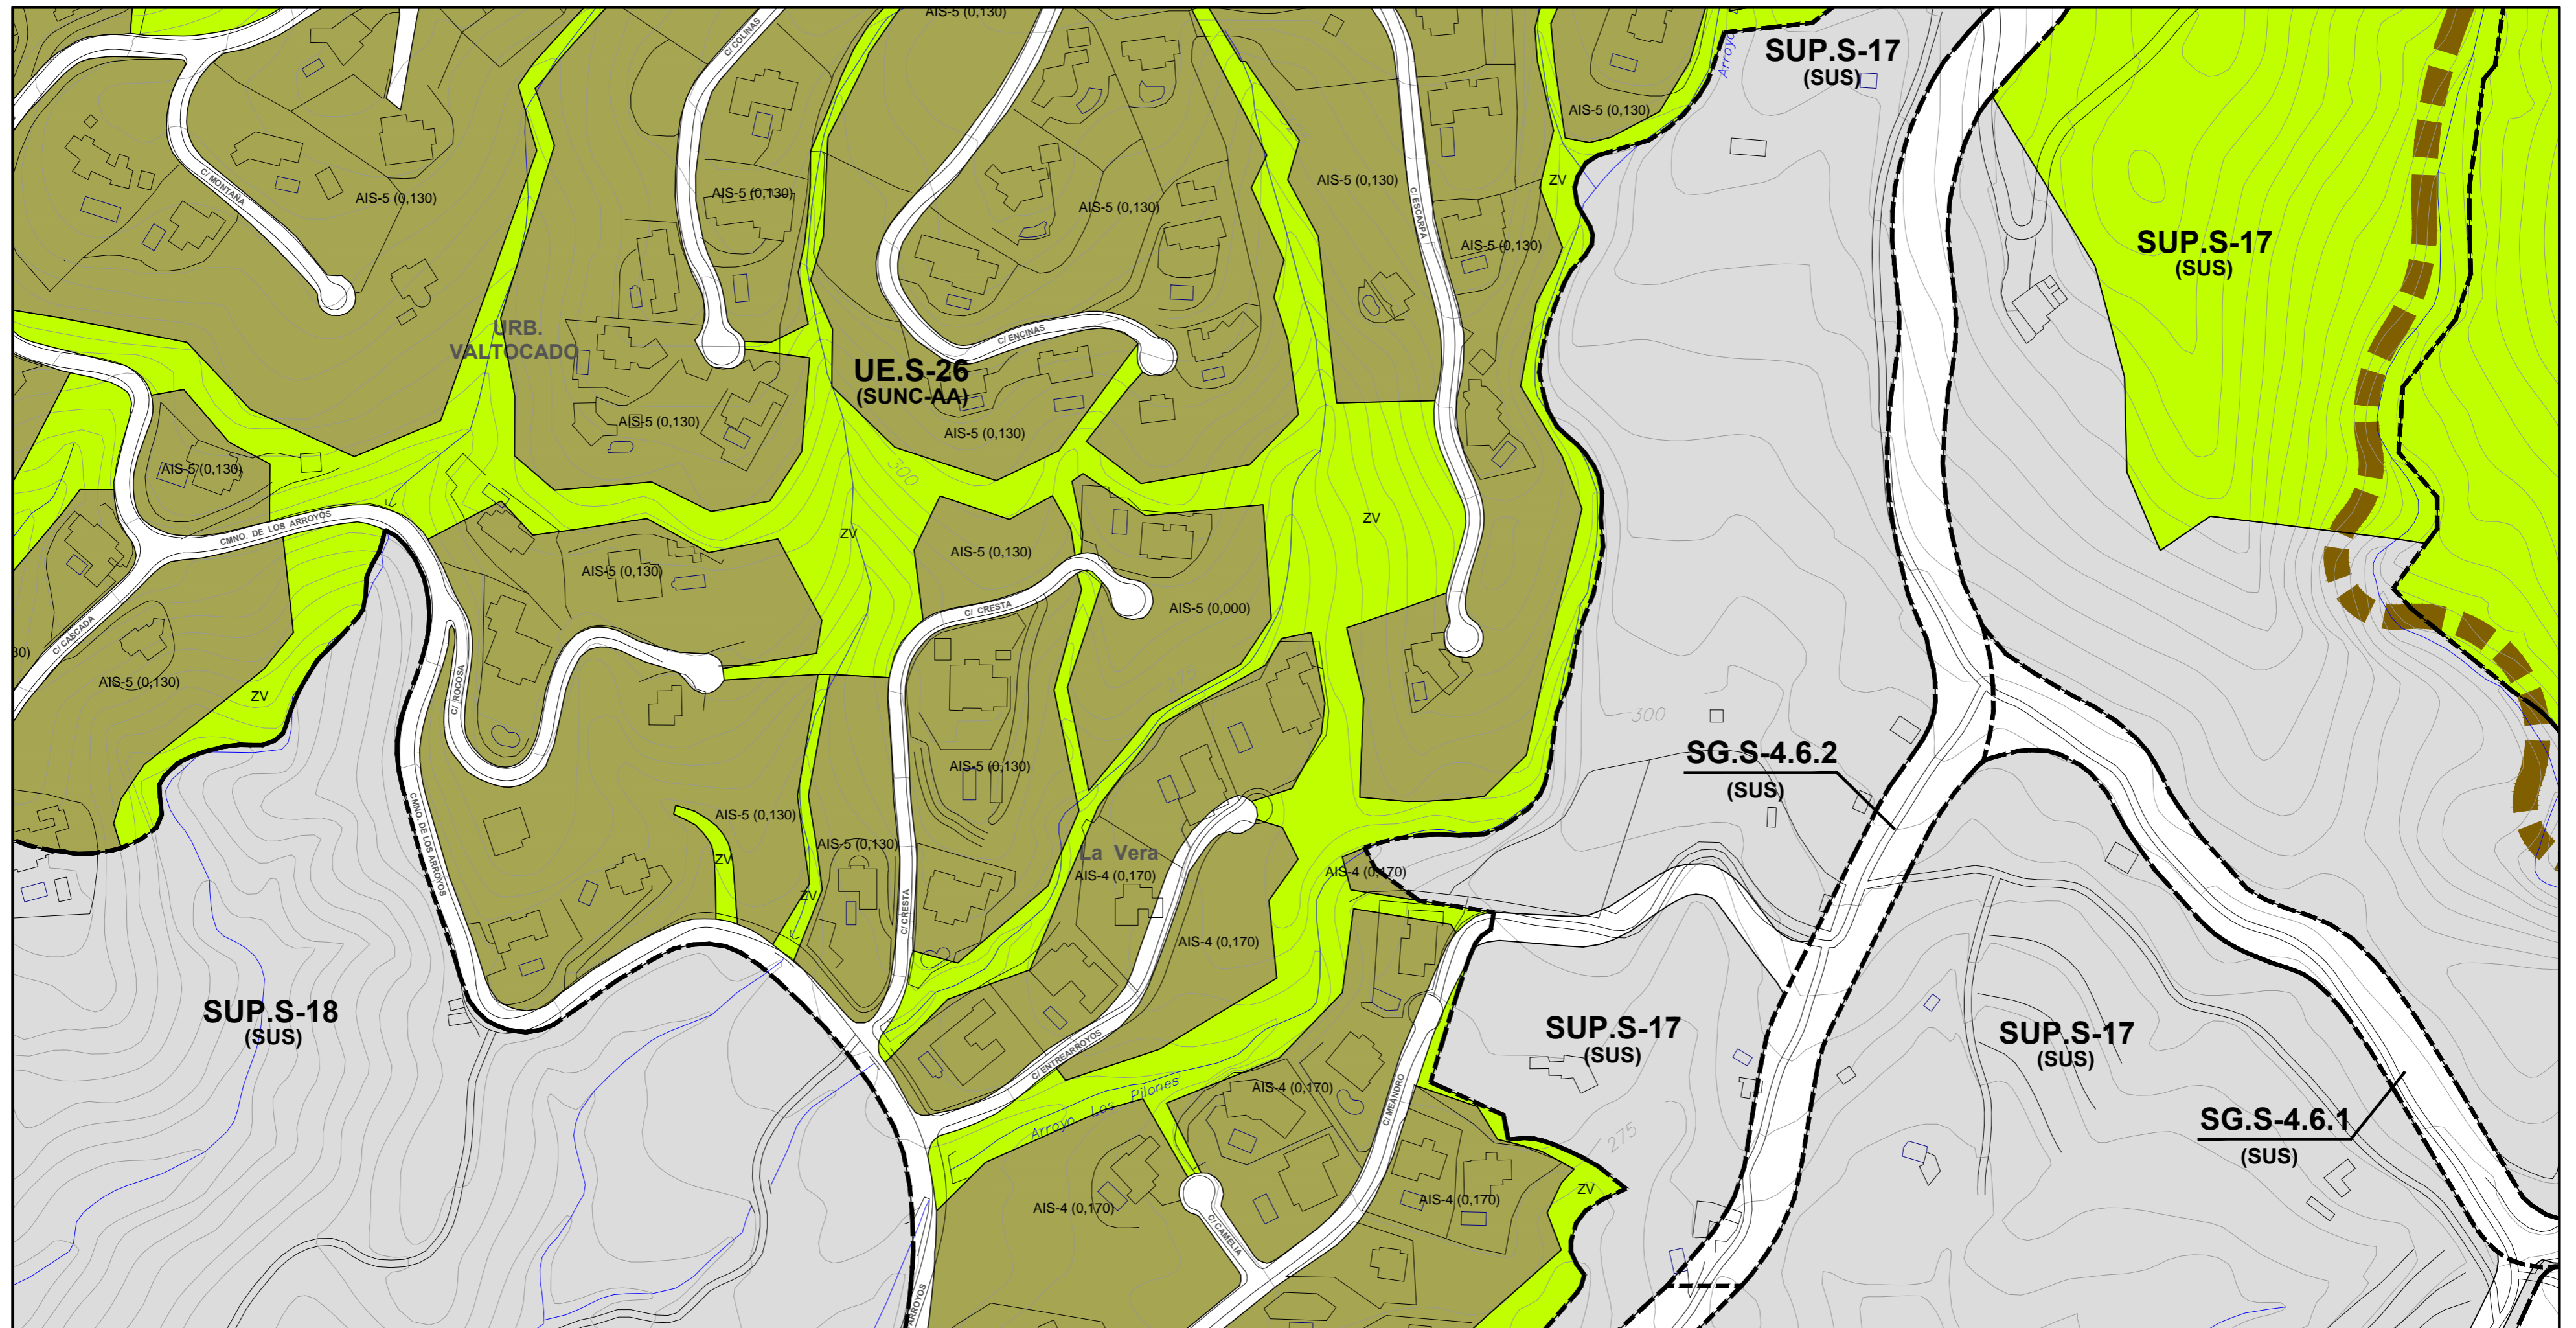 AIS-5 (0,130)
C/ COLINAS
SUP.S-17
(SUS)
Arroyo
AIS-5 (0,130)
C/ MONTAÑA
AIS-5 (0,130)
AIS-5 (0,130)
AIS-5 (0,130)
AIS-5 (0,130)
ZV
C/ ESCARPA
AIS-5 (0,130)
SUP.S-17
(SUS)
URB.
VALTOCADO
C/ ENCINAS
UE.S-26
(SUNC-AA)
AIS-5 (0,130)
AIS-5 (0,130)
AIS-5 (0,130)
300
CMNO. DE LOS ARROYOS
ZV
ZV
AIS-5 (0,130)
AIS-5 (0,130)
C/ CRESTA
AIS-5 (0,000)
C/ CASCADA
30)
AIS-5 (0,130)
ZV
C/ ROCOSA
275
300
SG.S-4.6.2
(SUS)
AIS-5 (0,130)
CMNO. DE LOS ARROYOS
AIS-5 (0,130)
AIS-5 (0,130)
ZV
ZV
La Vera
AIS-4 (0,170)
AIS-4 (0,170)
C/ CRESTA
AIS-4 (0,170)
SUP.S-18
(SUS)
SUP.S-17
(SUS)
SUP.S-17
(SUS)
C/ ENTREARROYOS
Arroyo Los Pilones
AIS-4 (0,170)
C/ MEANDRO
275
SG.S-4.6.1
(SUS)
AIS-4 (0,170)
AIS-4 (0,170)
ZV
C/ CAMELIA
ARROYOS